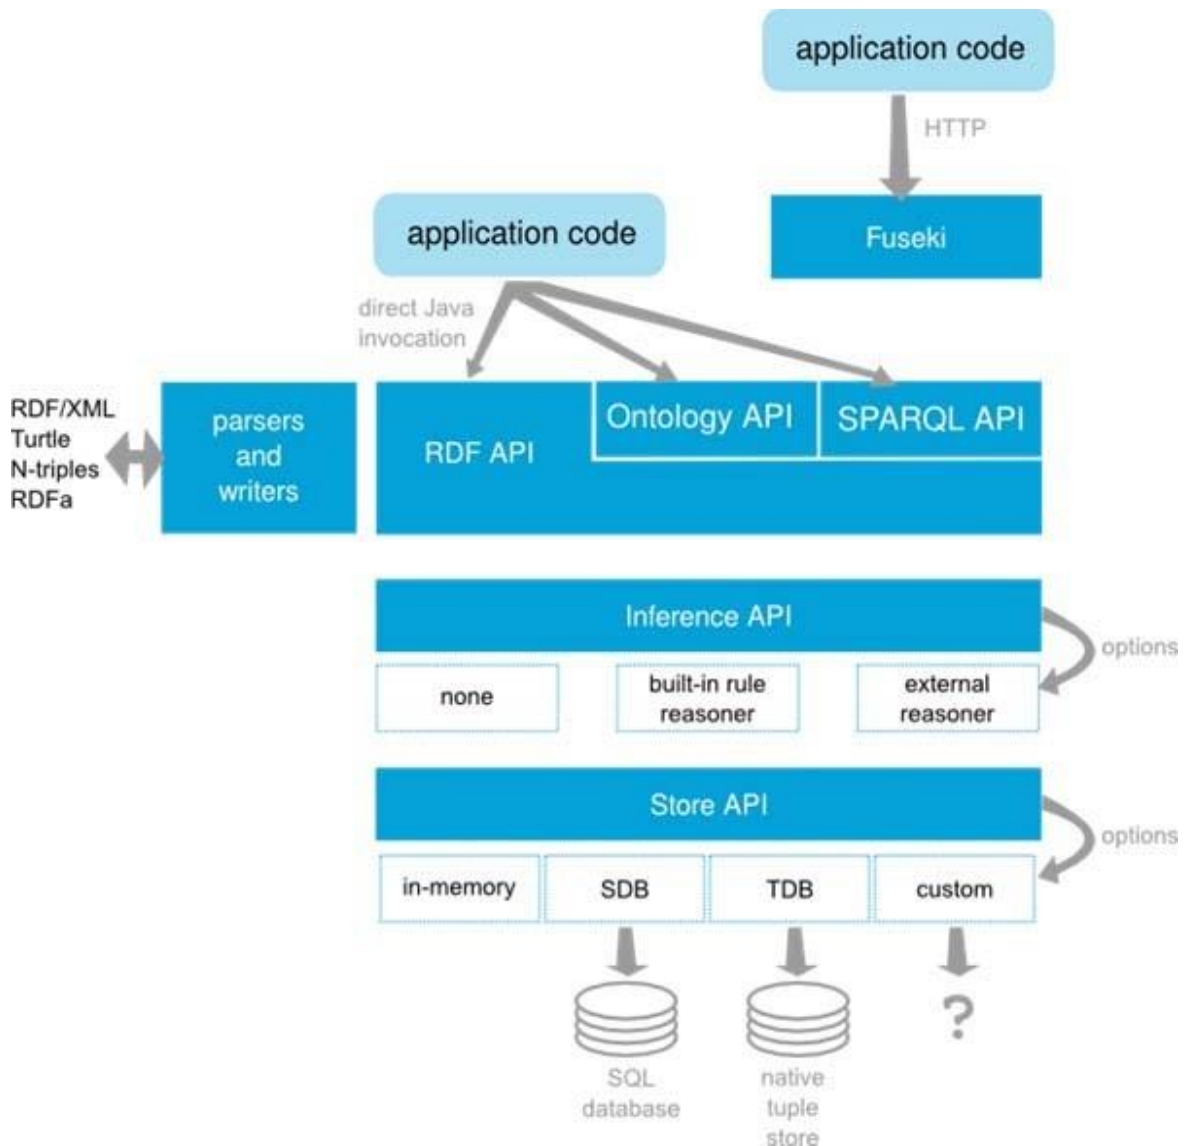 application code
HTTP
Fuseki
application code
direct Java
invocation
RDF/XML
Turtle
N-triples
RDFa
parsers
and
writers
RDF API
Ontology API
SPARQL API
Inference API
options
none
built-in rule
reasoner
external
reasoner
Store API
options
in-memory
SDB
TDB
custom
?
SQL
database
native
tuple
store